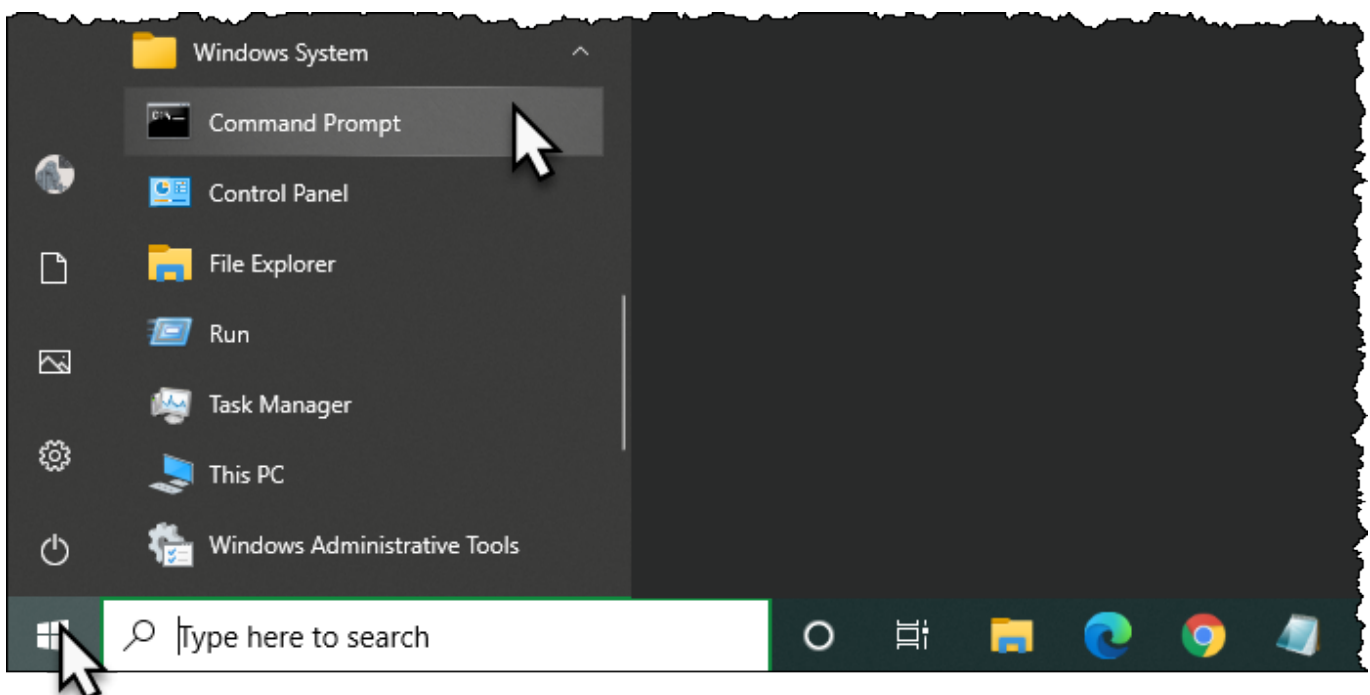 Windows System
Command Prompt
Control Panel
File Explorer
Run
Task Manager
This PC
Windows Administrative Tools
Type here to search